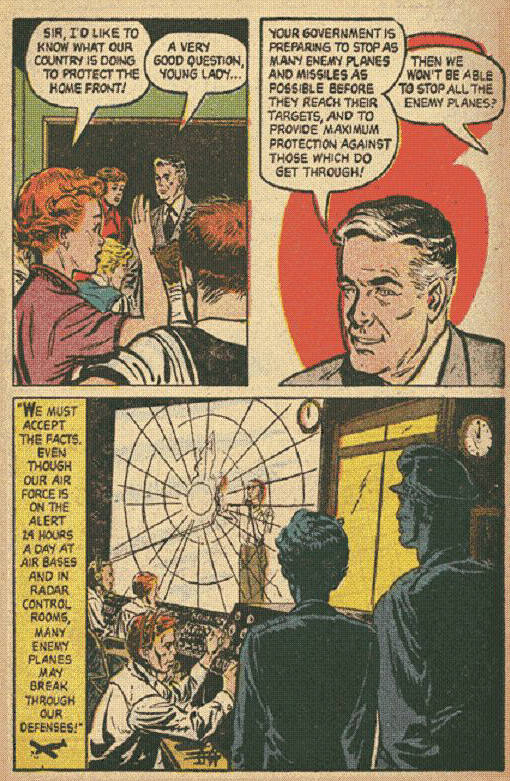 SIR, I'D LIKE TO
KNOW WHAT OUR
COUNTRY IS DOING
TO PROTECT THE
HOME FRONT!
A VERY
GOOD QUESTION,
YOUNG LADY...
YOUR GOVERNMENT IS
PREPARING TO STOP AS
MANY ENEMY PLANES
AND MISSILES AS
POSSIBLE BEFORE
THEY REACH THEIR
TARGETS, AND TO
PROVIDE MAXIMUM
PROTECTION AGAINST
THOSE WHICH DO
GET THROUGH!
THEN WE
WON'T BE ABLE
TO STOP ALL THE
ENEMY PLANES?
"WE MUST
ACCEPT
THE FACTS.
EVEN
THOUGH
OUR AIR
FORCE IS
ON THE
ALERT
24 HOURS
A DAY AT
AIR BASES
AND IN
RADAR
CONTROL
ROOMS,
MANY
ENEMY
PLANES
MAY
BREAK
THROUGH
OUR
DEFENSES!"